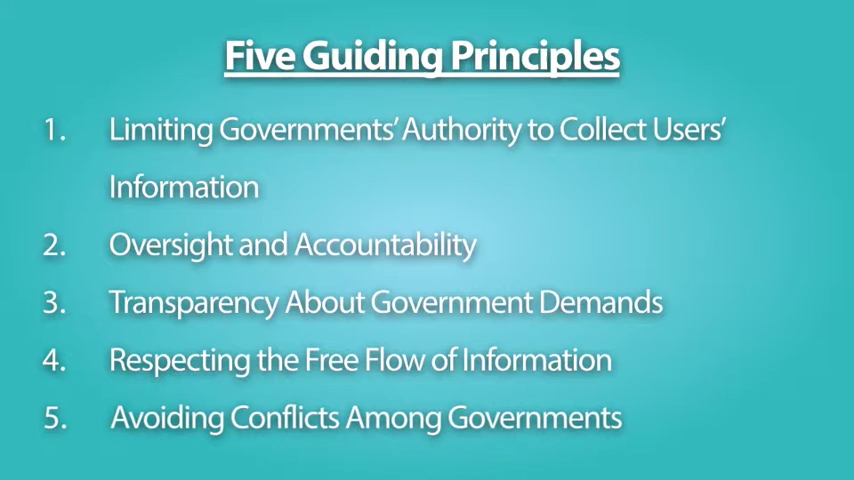 Five Guiding Principles
1. Limiting Governments’ Authority to Collect Users’
Information
2. Oversight and Accountability
3. Transparency About Government Demands
4. Respecting the Free Flow of Information
5. Avoiding Conflicts Among Governments